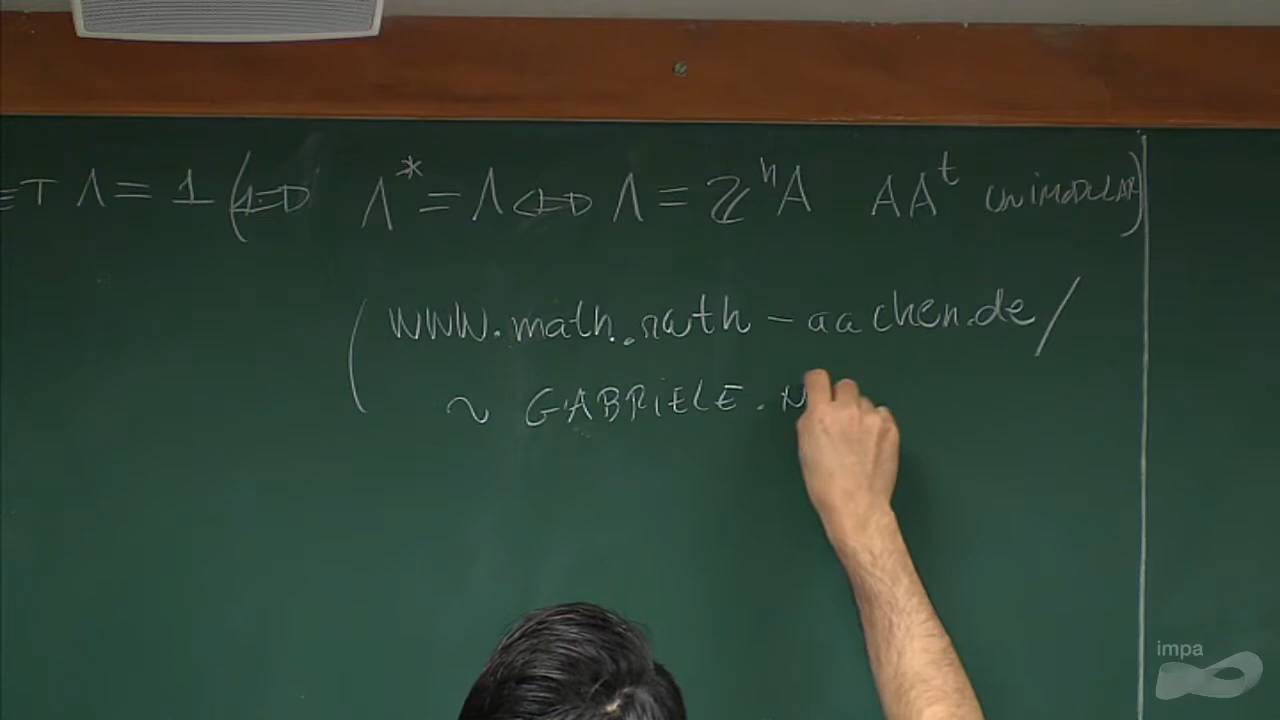 ET Λ = 1 (⇔ Λ* = Λ ⇔ Λ = ℤⁿA AAᵗ UNIMODULAR)
(www.math.rwth-aachen.de/
~ GABRIELE. N
impa